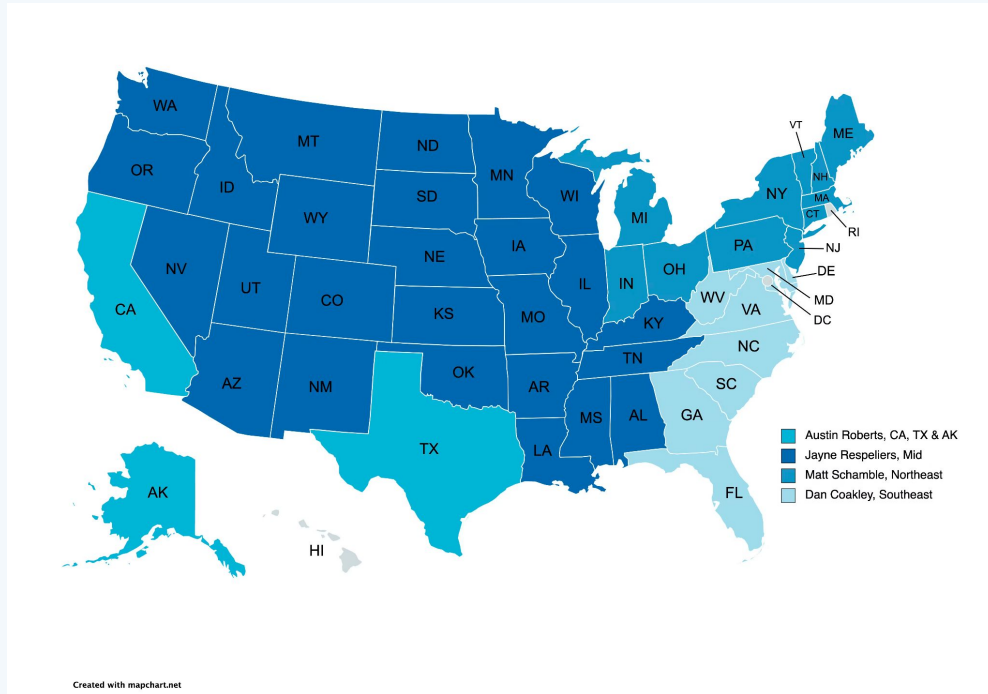 WA
MT
ND
MN
OR
ID
SD
WI
WY
MI
VT
ME
NH
NY
MA
CT
RI
NJ
PA
NE
IA
NV
UT
CO
IL
IN
OH
DE
MD
DC
WV
VA
CA
KS
MO
KY
NC
TN
AZ
NM
OK
AR
SC
MS
AL
GA
TX
LA
FL
AK
HI
Austin Roberts, CA, TX & AK
Jayne Respeliers, Mid
Matt Schamble, Northeast
Dan Coakley, Southeast
Created with mapchart.net